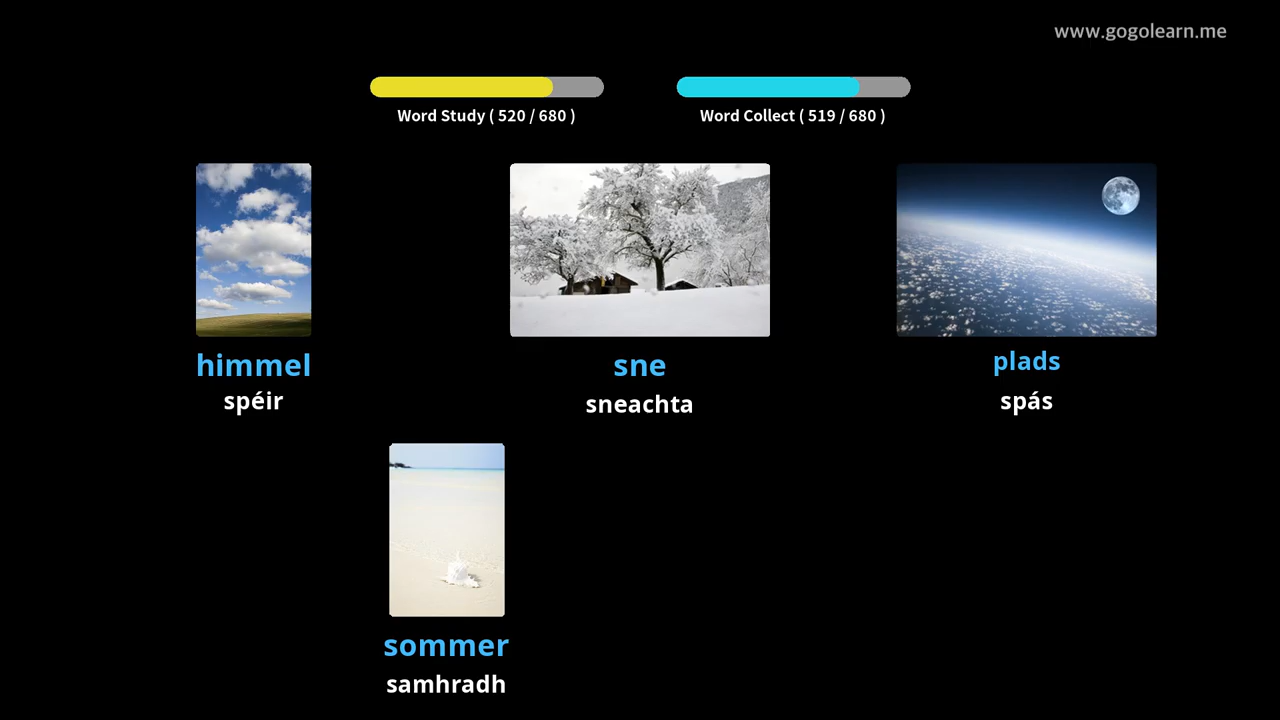 www.gogolearn.me
Word Study ( 520 / 680 )
Word Collect ( 519 / 680 )
himmel
spéir
sne
sneachta
plads
spás
sommer
samhradh